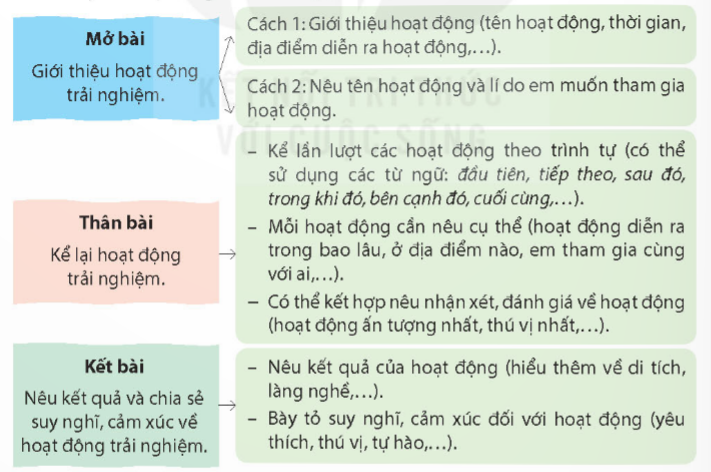 Mở bài
Giới thiệu hoạt động
trải nghiệm.
Cách 1: Giới thiệu hoạt động (tên hoạt động, thời gian,
địa điểm diễn ra hoạt động,…).
Cách 2: Nêu tên hoạt động và lí do em muốn tham gia
hoạt động.
KẾT NỐI TRI THỨC
VỚI CUỘC SỐNG
Thân bài
Kể lại hoạt động
trải nghiệm.
– Kể lần lượt các hoạt động theo trình tự (có thể
sử dụng các từ ngữ: đầu tiên, tiếp theo, sau đó,
trong khi đó, bên cạnh đó, cuối cùng,…).
– Mỗi hoạt động cần nêu cụ thể (hoạt động diễn ra
trong bao lâu, ở địa điểm nào, em tham gia cùng
với ai,…).
– Có thể kết hợp nêu nhận xét, đánh giá về hoạt động
(hoạt động ấn tượng nhất, thú vị nhất,…).
Kết bài
Nêu kết quả và chia sẻ
suy nghĩ, cảm xúc về
hoạt động trải nghiệm.
– Nêu kết quả của hoạt động (hiểu thêm về di tích,
làng nghề,…).
– Bày tỏ suy nghĩ, cảm xúc đối với hoạt động (yêu
thích, thú vị, tự hào,…).